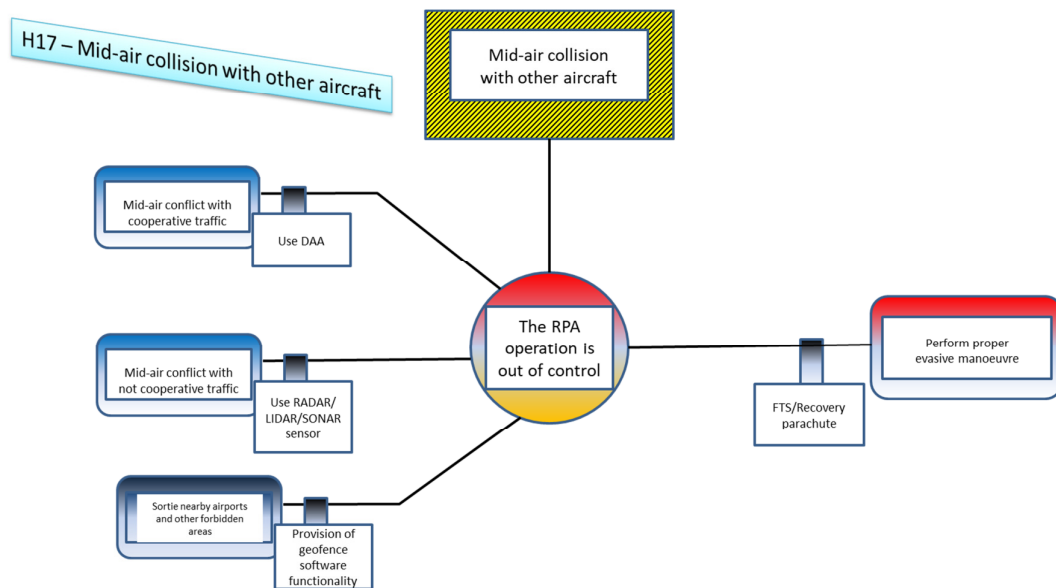 H17 – Mid-air collision with other aircraft
Mid-air collision
with other aircraft
Mid-air conflict with
cooperative traffic
Use DAA
The RPA
operation is
out of control
Perform proper
evasive manoeuvre
Mid-air conflict with
not cooperative traffic
Use RADAR/
LIDAR/SONAR
sensor
FTS/Recovery
parachute
Sortie nearby airports
and other forbidden
areas
Provision of
geofence
software
functionality